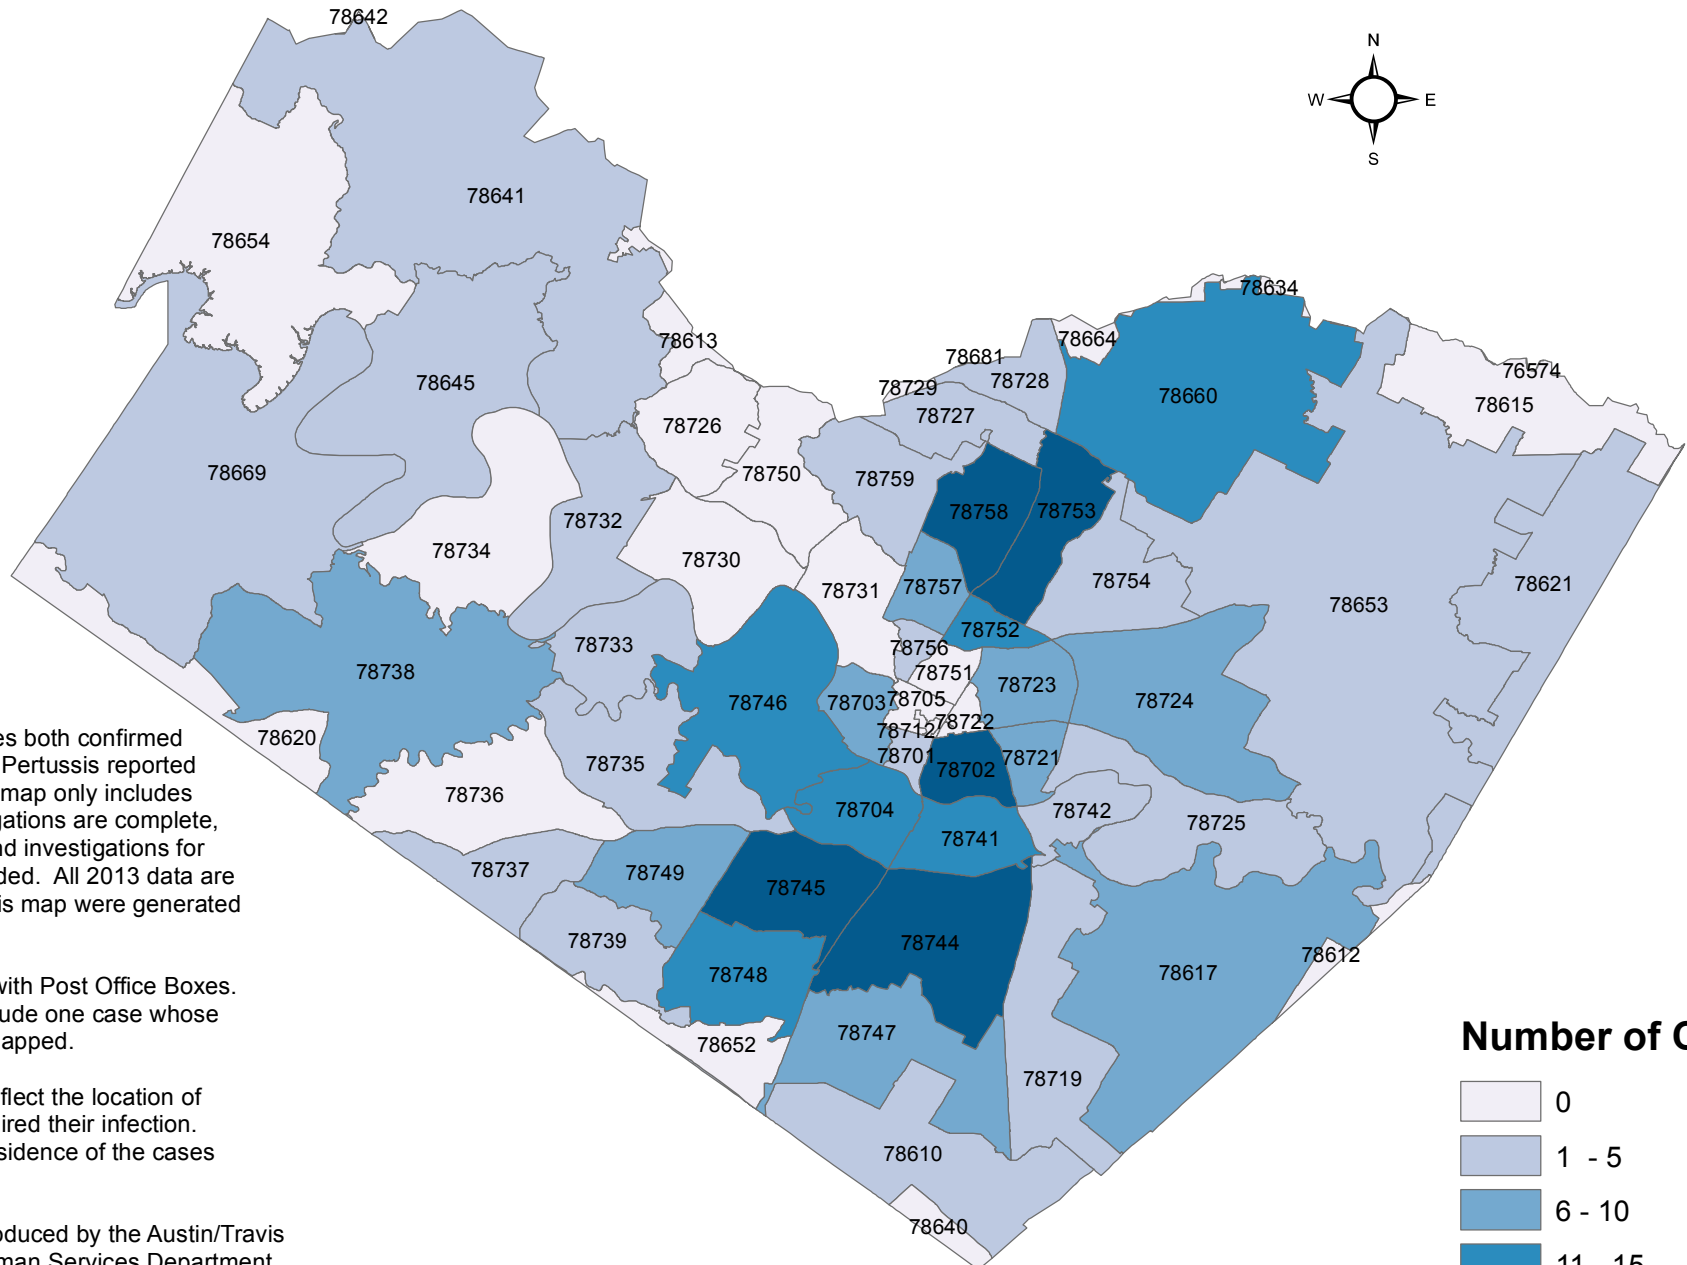 78642
N
W E
S
78641
78654
78634
78613
78664
78681
76574
78645
78729
78728
78660
78615
78727
78726
78669
78750
78759
78758
78753
78732
78734
78730
78731
78757
78754
78621
78653
78752
78733
78756
78738
78751
78723
78746
78703
78705
78724
78722
78712
78620
78701
78721
78735
78702
78736
78704
78742
78725
78741
78737
78749
78745
78739
78744
78612
78748
78617
78747
78652
78719
78610
78640
es both confirmed
Pertussis reported
map only includes
gations are complete,
nd investigations for
ded.  All 2013 data are
is map were generated
with Post Office Boxes.
ude one case whose
apped.
flect the location of
ired their infection.
sidence of the cases
oduced by the Austin/Travis
man Services Department
Number of C
0
1 - 5
6 - 10
11 - 15